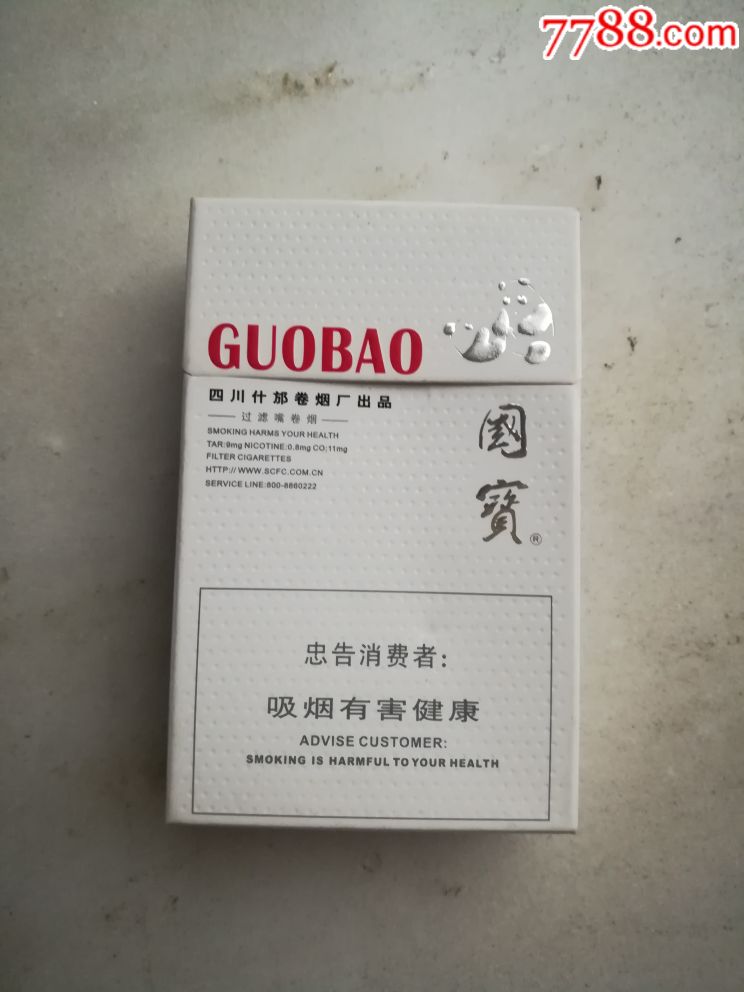 7788.com
GUOBAO
四川什邡卷烟厂出品
过滤嘴卷烟
SMOKING HARMS YOUR HEALTH
TAR:9mg NICOTINE:0.8mg CO:11mg
FILTER CIGARETTES
HTTP://WWW.SCFC.COM.CN
SERVICE LINE:800-8860222
國寳®
忠告消费者:
吸烟有害健康
ADVISE CUSTOMER:
SMOKING IS HARMFUL TO YOUR HEALTH